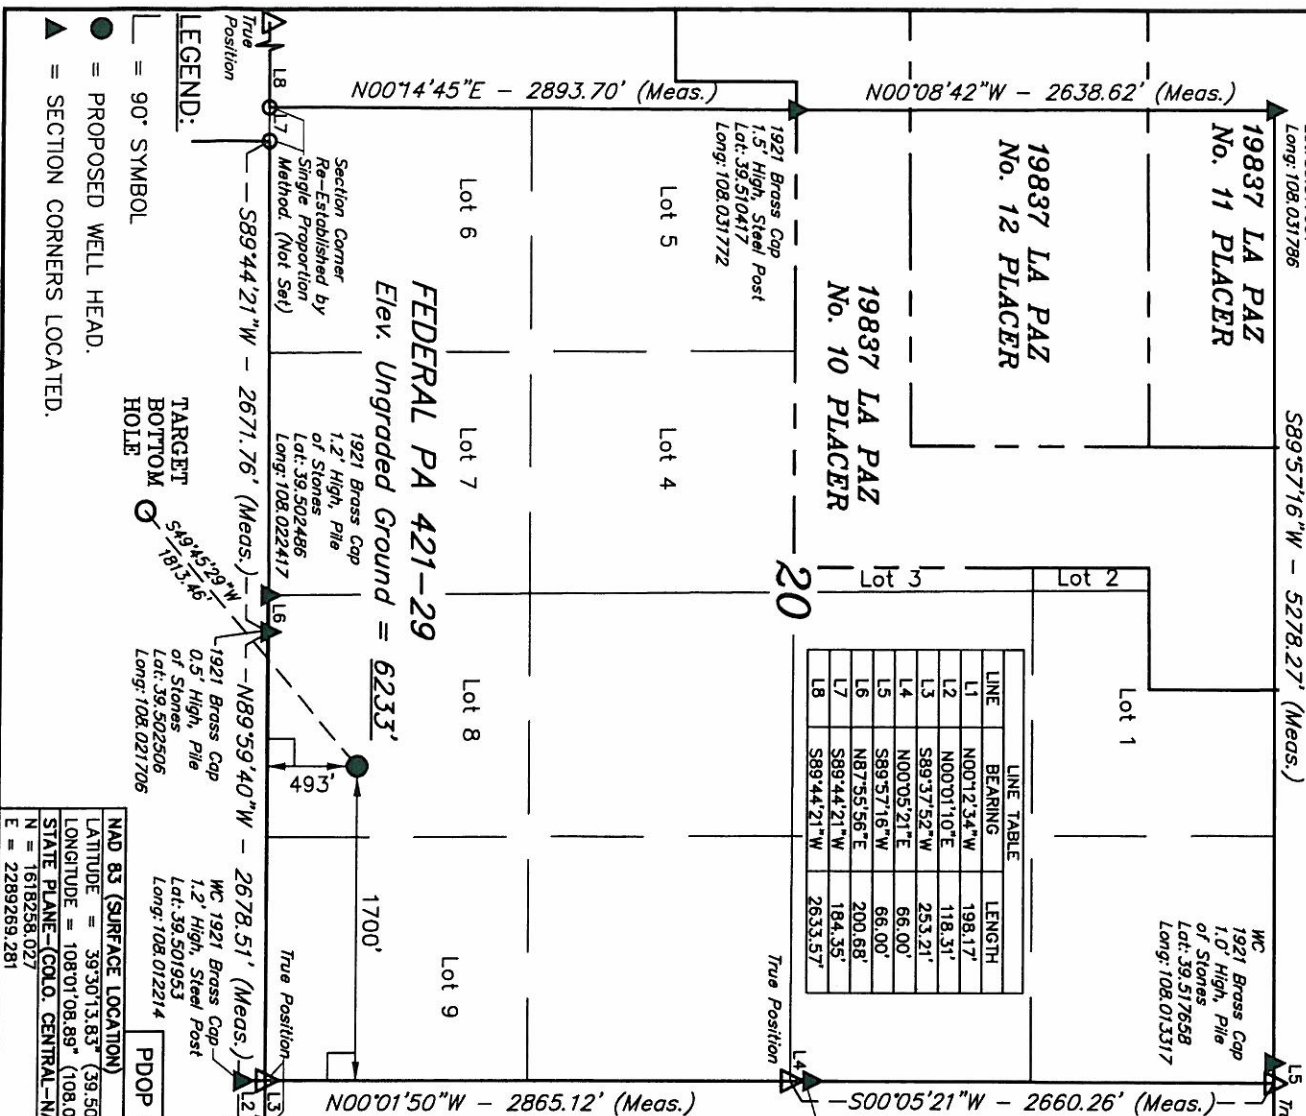 Long: 108.031786
19837 LA PAZ
No. 11 PLACER
S89°57'16"W - 5278.27' (Meas.)
19837 LA PAZ
No. 12 PLACER
19837 LA PAZ
No. 10 PLACER
N00°08'42"W - 2638.62' (Meas.)
N00°14'45"E - 2893.70' (Meas.)
1921 Brass Cap
1.5' High, Steel Post
Lat: 39.510417
Long: 108.031772
Lot 1
Lot 2
Lot 3
20
Lot 5
Lot 4
Lot 6
Lot 7
Lot 8
Lot 9
LINE TABLE
LINE BEARING LENGTH
L1 N00°12'34"W 198.17'
L2 N00°01'10"E 118.31'
L3 S89°37'52"W 253.21'
L4 N00°05'21"E 66.00'
L5 S89°57'16"W 66.00'
L6 N87°55'56"E 200.68'
L7 S89°44'21"W 184.35'
L8 S89°44'21"W 2633.57'
WC
1921 Brass Cap
1.0' High, Pile
of Stones
Lat: 39.517658
Long: 108.013317
L5
True Position
L4
S00°05'21"W - 2660.26' (Meas.)
N00°01'50"W - 2865.12' (Meas.)
FEDERAL PA 421-29
Elev. Ungraded Ground = 6233'
Section Corner
Re-Established by
Single Proportion
Method. (Not Set)
1921 Brass Cap
1.2' High, Pile
of Stones
Lat: 39.502486
Long: 108.022417
493'
1700'
True Position
L8
L7
L6
L3
L2
True
Position
S89°44'21"W - 2671.76' (Meas.)
N89°59'40"W - 2678.51' (Meas.)
TARGET
BOTTOM
HOLE
S49°45'29"W
1813.46'
1921 Brass Cap
0.5' High, Pile
of Stones
Lat: 39.502506
Long: 108.021706
WC 1921 Brass Cap
1.2' High, Steel Post
Lat: 39.501953
Long: 108.012214
LEGEND:
= 90° SYMBOL
= PROPOSED WELL HEAD.
= SECTION CORNERS LOCATED.
PDOP
NAD 83 (SURFACE LOCATION)
LATITUDE = 39°30'13.83" (39.50
LONGITUDE = 108°01'08.89" (108.0
STATE PLANE-(COLO. CENTRAL-NA
N = 1618258.027
E = 2289269.281